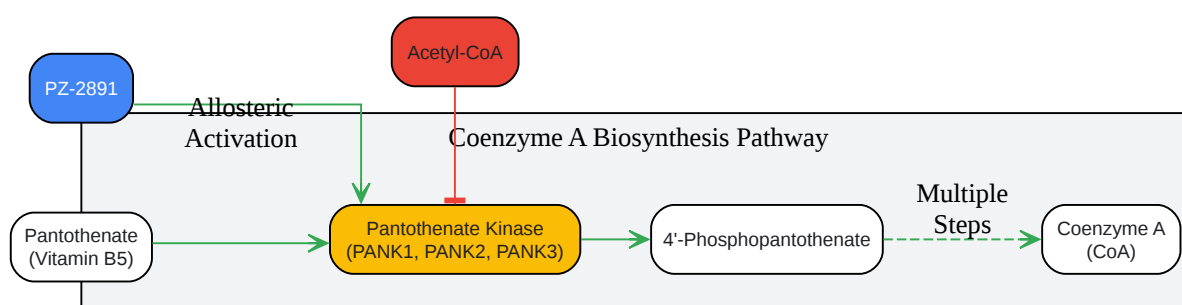 Acetyl-CoA
PZ-2891
Allosteric
Activation
Coenzyme A Biosynthesis Pathway
Pantothenate
(Vitamin B5)
Pantothenate Kinase
(PANK1, PANK2, PANK3)
4'-Phosphopantothenate
Multiple
Steps
Coenzyme A
(CoA)